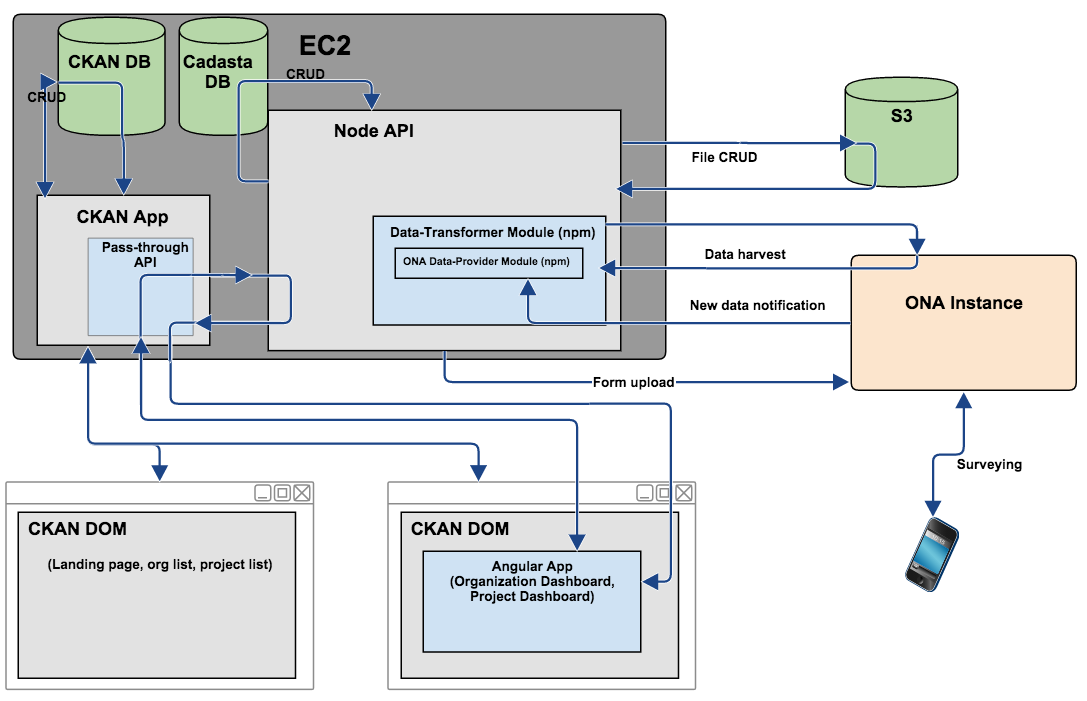 EC2
CKAN DB
Cadasta
DB
CRUD
CRUD
Node API
S3
File CRUD
CKAN App
Pass-through
API
Data-Transformer Module (npm)
ONA Data-Provider Module (npm)
Data harvest
New data notification
ONA Instance
Form upload
Surveying
CKAN DOM
(Landing page, org list, project list)
CKAN DOM
Angular App
(Organization Dashboard,
Project Dashboard)